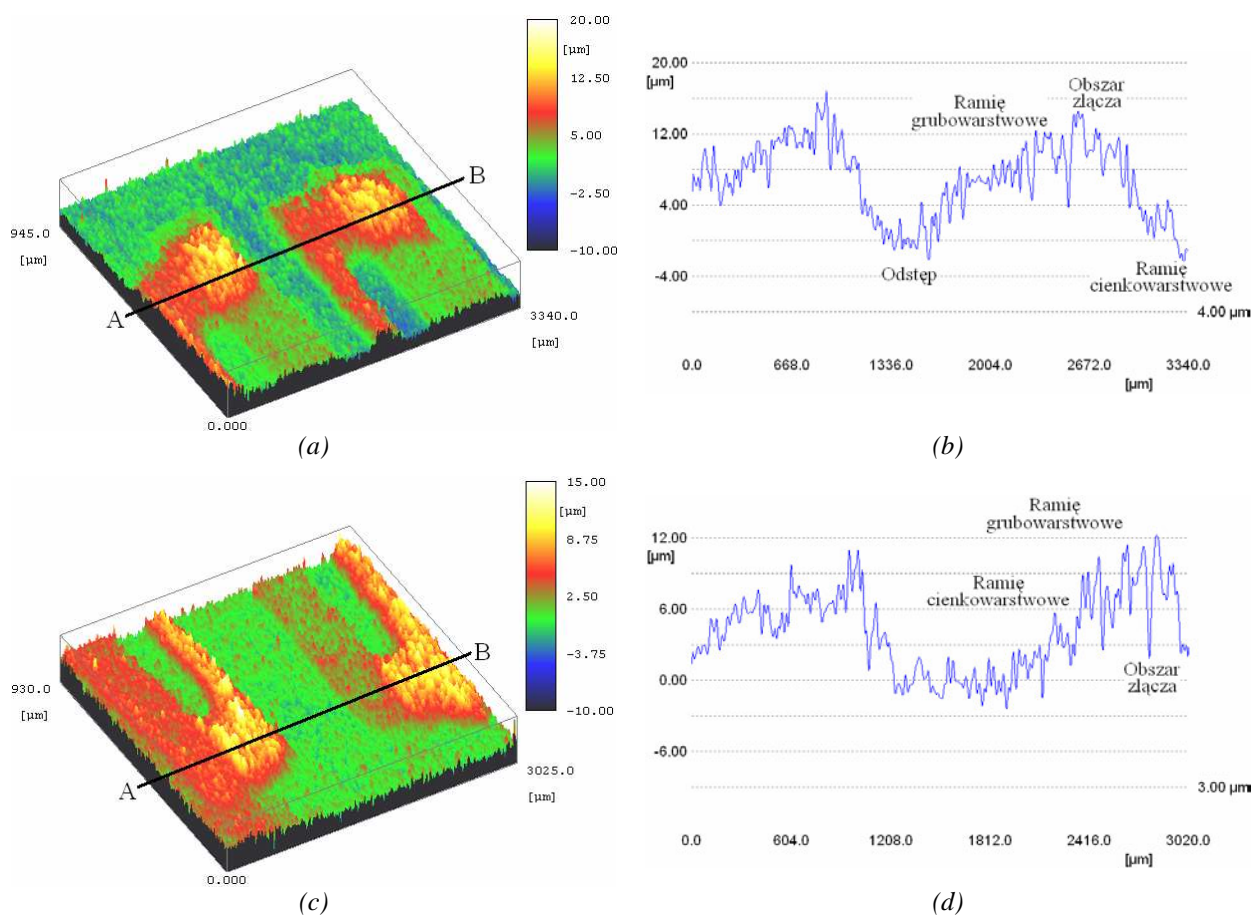 20.00
[μm]
12.50
5.00
-2.50
-10.00
B
A
945.0
[μm]
3340.0
[μm]
0.000
(a)
20.00
[μm]
12.00
4.00
-4.00
Ramię
grubowarstwowe
Obszar
złącza
Odstęp
Ramię
cienkowarstwowe
4.00 μm
0.0 668.0 1336.0 2004.0 2672.0 3340.0
[μm]
(b)
15.00
[μm]
8.75
2.50
-3.75
-10.00
B
A
930.0
[μm]
3025.0
[μm]
0.000
(c)
Ramię
grubowarstwowe
12.00
[μm]
6.00
0.00
-6.00
Ramię
cienkowarstwowe
Obszar
złącza
3.00 μm
0.0 604.0 1208.0 1812.0 2416.0 3020.0
[μm]
(d)